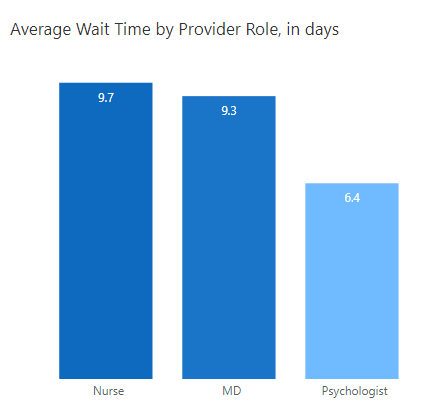 Average Wait Time by Provider Role, in days
9.7
9.3
6.4
Nurse
MD
Psychologist